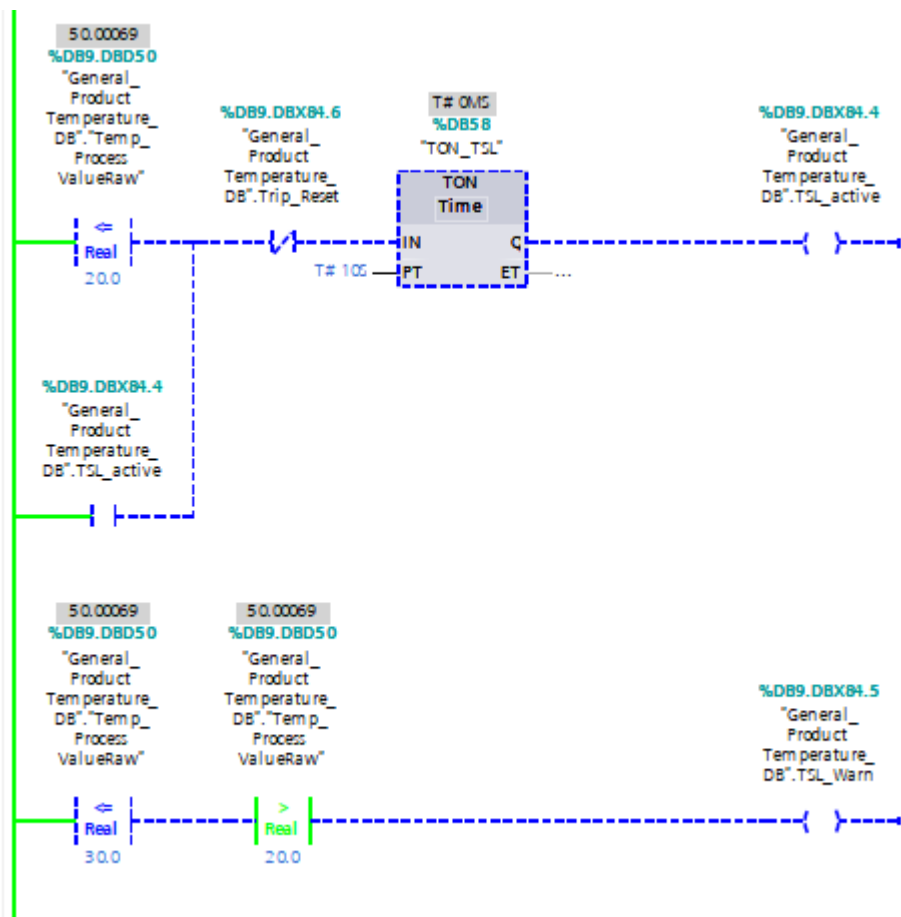 50.00069
%DB9.DBD50
"General_
Product
Temperature_
DB"."Temp_
Process
ValueRaw"
<=
Real
20.0
%DB9.DBX84.6
"General_
Product
Temperature_
DB".Trip_Reset
T# 0MS
%DB58
"TON_TSL"
TON
Time
IN
Q
T# 10S
PT
ET
...
%DB9.DBX84.4
"General_
Product
Temperature_
DB".TSL_active
%DB9.DBX84.4
"General_
Product
Temperature_
DB".TSL_active
50.00069
%DB9.DBD50
"General_
Product
Temperature_
DB"."Temp_
Process
ValueRaw"
<=
Real
30.0
50.00069
%DB9.DBD50
"General_
Product
Temperature_
DB"."Temp_
Process
ValueRaw"
>
Real
20.0
%DB9.DBX84.5
"General_
Product
Temperature_
DB".TSL_Warn